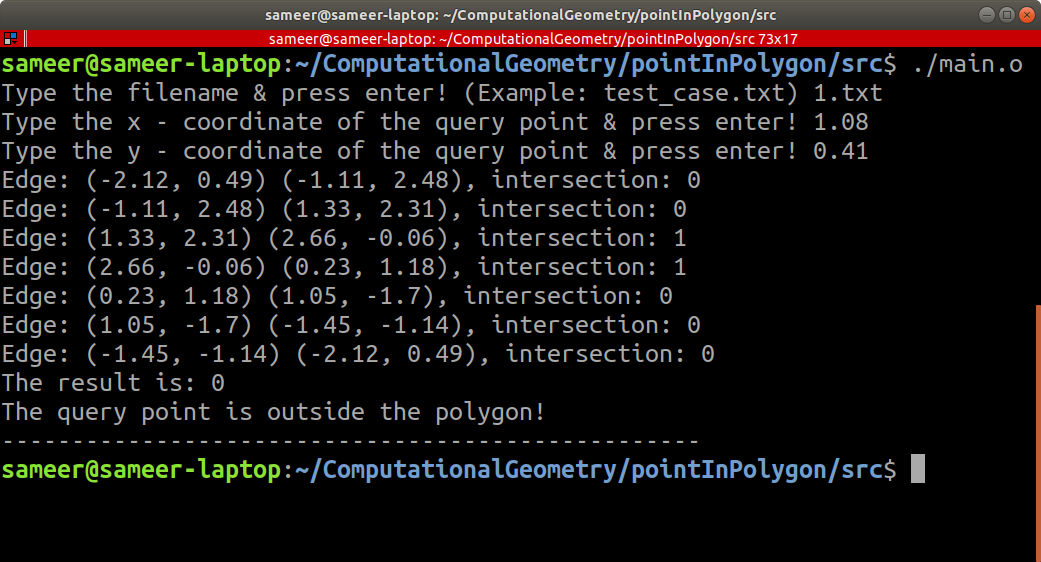 sameer@sameer-laptop: ~/ComputationalGeometry/pointInPolygon/src
sameer@sameer-laptop: ~/ComputationalGeometry/pointInPolygon/src 73x17
sameer@sameer-laptop:~/ComputationalGeometry/pointInPolygon/src$ ./main.o
Type the filename & press enter! (Example: test_case.txt) 1.txt
Type the x - coordinate of the query point & press enter! 1.08
Type the y - coordinate of the query point & press enter! 0.41
Edge: (-2.12, 0.49) (-1.11, 2.48), intersection: 0
Edge: (-1.11, 2.48) (1.33, 2.31), intersection: 0
Edge: (1.33, 2.31) (2.66, -0.06), intersection: 1
Edge: (2.66, -0.06) (0.23, 1.18), intersection: 1
Edge: (0.23, 1.18) (1.05, -1.7), intersection: 0
Edge: (1.05, -1.7) (-1.45, -1.14), intersection: 0
Edge: (-1.45, -1.14) (-2.12, 0.49), intersection: 0
The result is: 0
The query point is outside the polygon!
--------------------------------------------------
sameer@sameer-laptop:~/ComputationalGeometry/pointInPolygon/src$